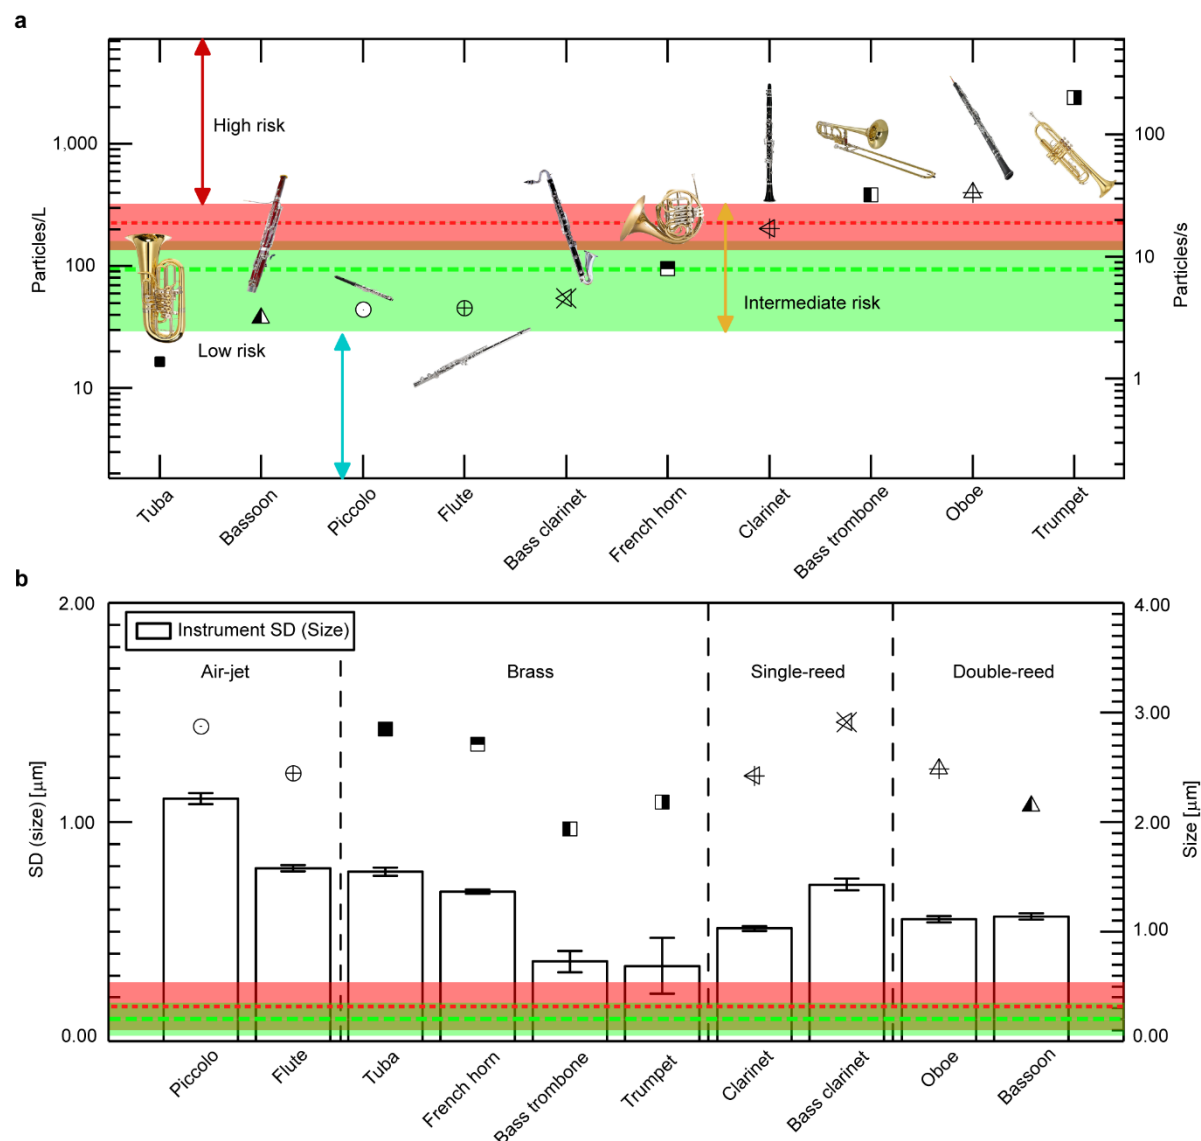 a
High risk
1,000
100
300
200
100
10
1
Particles/L
Particles/s
Intermediate risk
Low risk
Tuba
Bassoon
Piccolo
Flute
Bass clarinet
French horn
Clarinet
Bass trombone
Oboe
Trumpet
b
2.00
4.00
Instrument SD (Size)
Air-jet
Brass
Single-reed
Double-reed
3.00
1.00
2.00
SD (size) [µm]
Size [µm]
1.00
0.00
0.00
Piccolo
Flute
Tuba
French horn
Bass trombone
Trumpet
Clarinet
Bass clarinet
Oboe
Bassoon